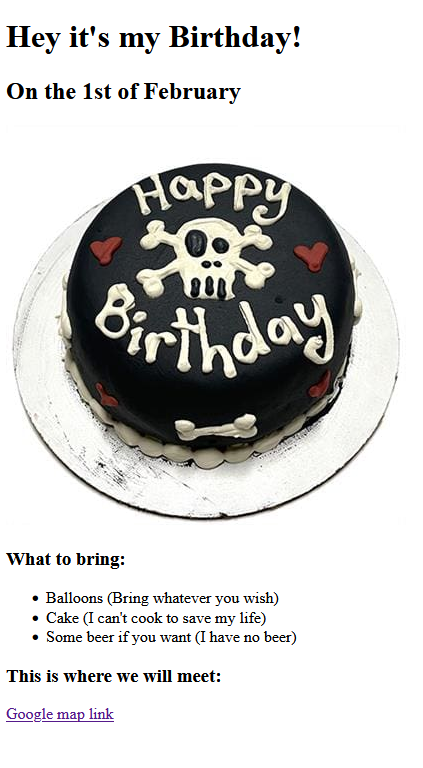 Hey it's my Birthday!
On the 1st of February
Happy
Birthday
What to bring:
Balloons (Bring whatever you wish)
Cake (I can't cook to save my life)
Some beer if you want (I have no beer)
This is where we will meet:
Google map link